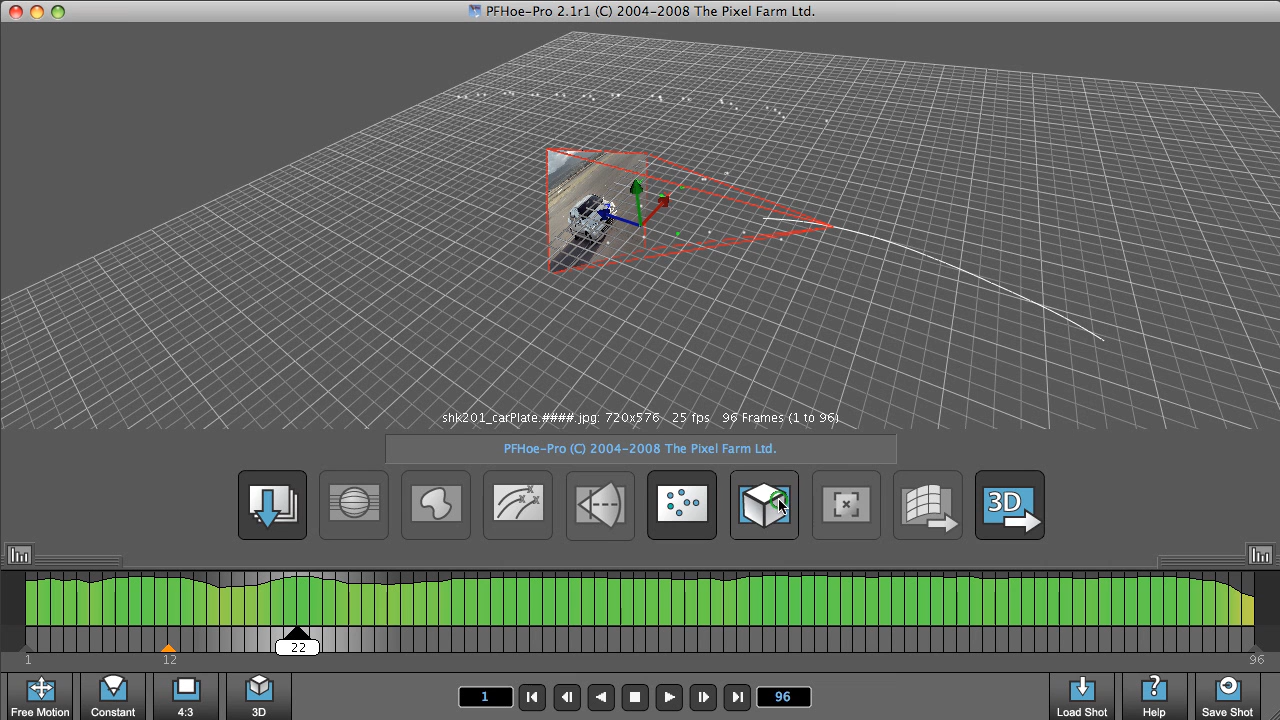 PFHoe-Pro 2.1r1 (C) 2004-2008 The Pixel Farm Ltd.
shk201_carPlate.####.jpg: 720x576 25 fps 96 Frames (1 to 96)
PFHoe-Pro (C) 2004-2008 The Pixel Farm Ltd.
3D
22
1 12 96
1 96
Free Motion Constant 4:3 3D Load Shot Help Save Shot